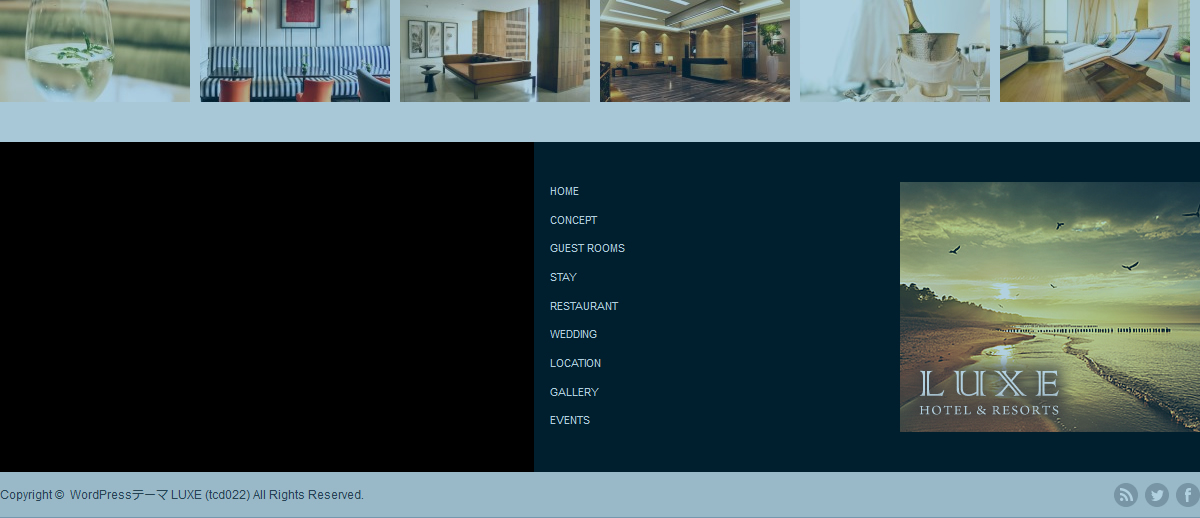 HOME
CONCEPT
GUEST ROOMS
STAY
RESTAURANT
WEDDING
LOCATION
GALLERY
EVENTS
LUXE
HOTEL & RESORTS
Copyright © WordPressテーマ LUXE (tcd022) All Rights Reserved.